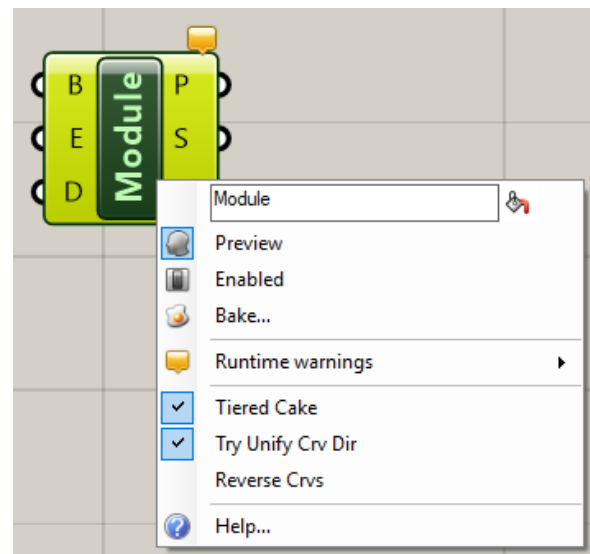 B
E
D
Module
P
S
Module
Preview
Enabled
Bake...
Runtime warnings
Tiered Cake
Try Unify Crv Dir
Reverse Crvs
Help...